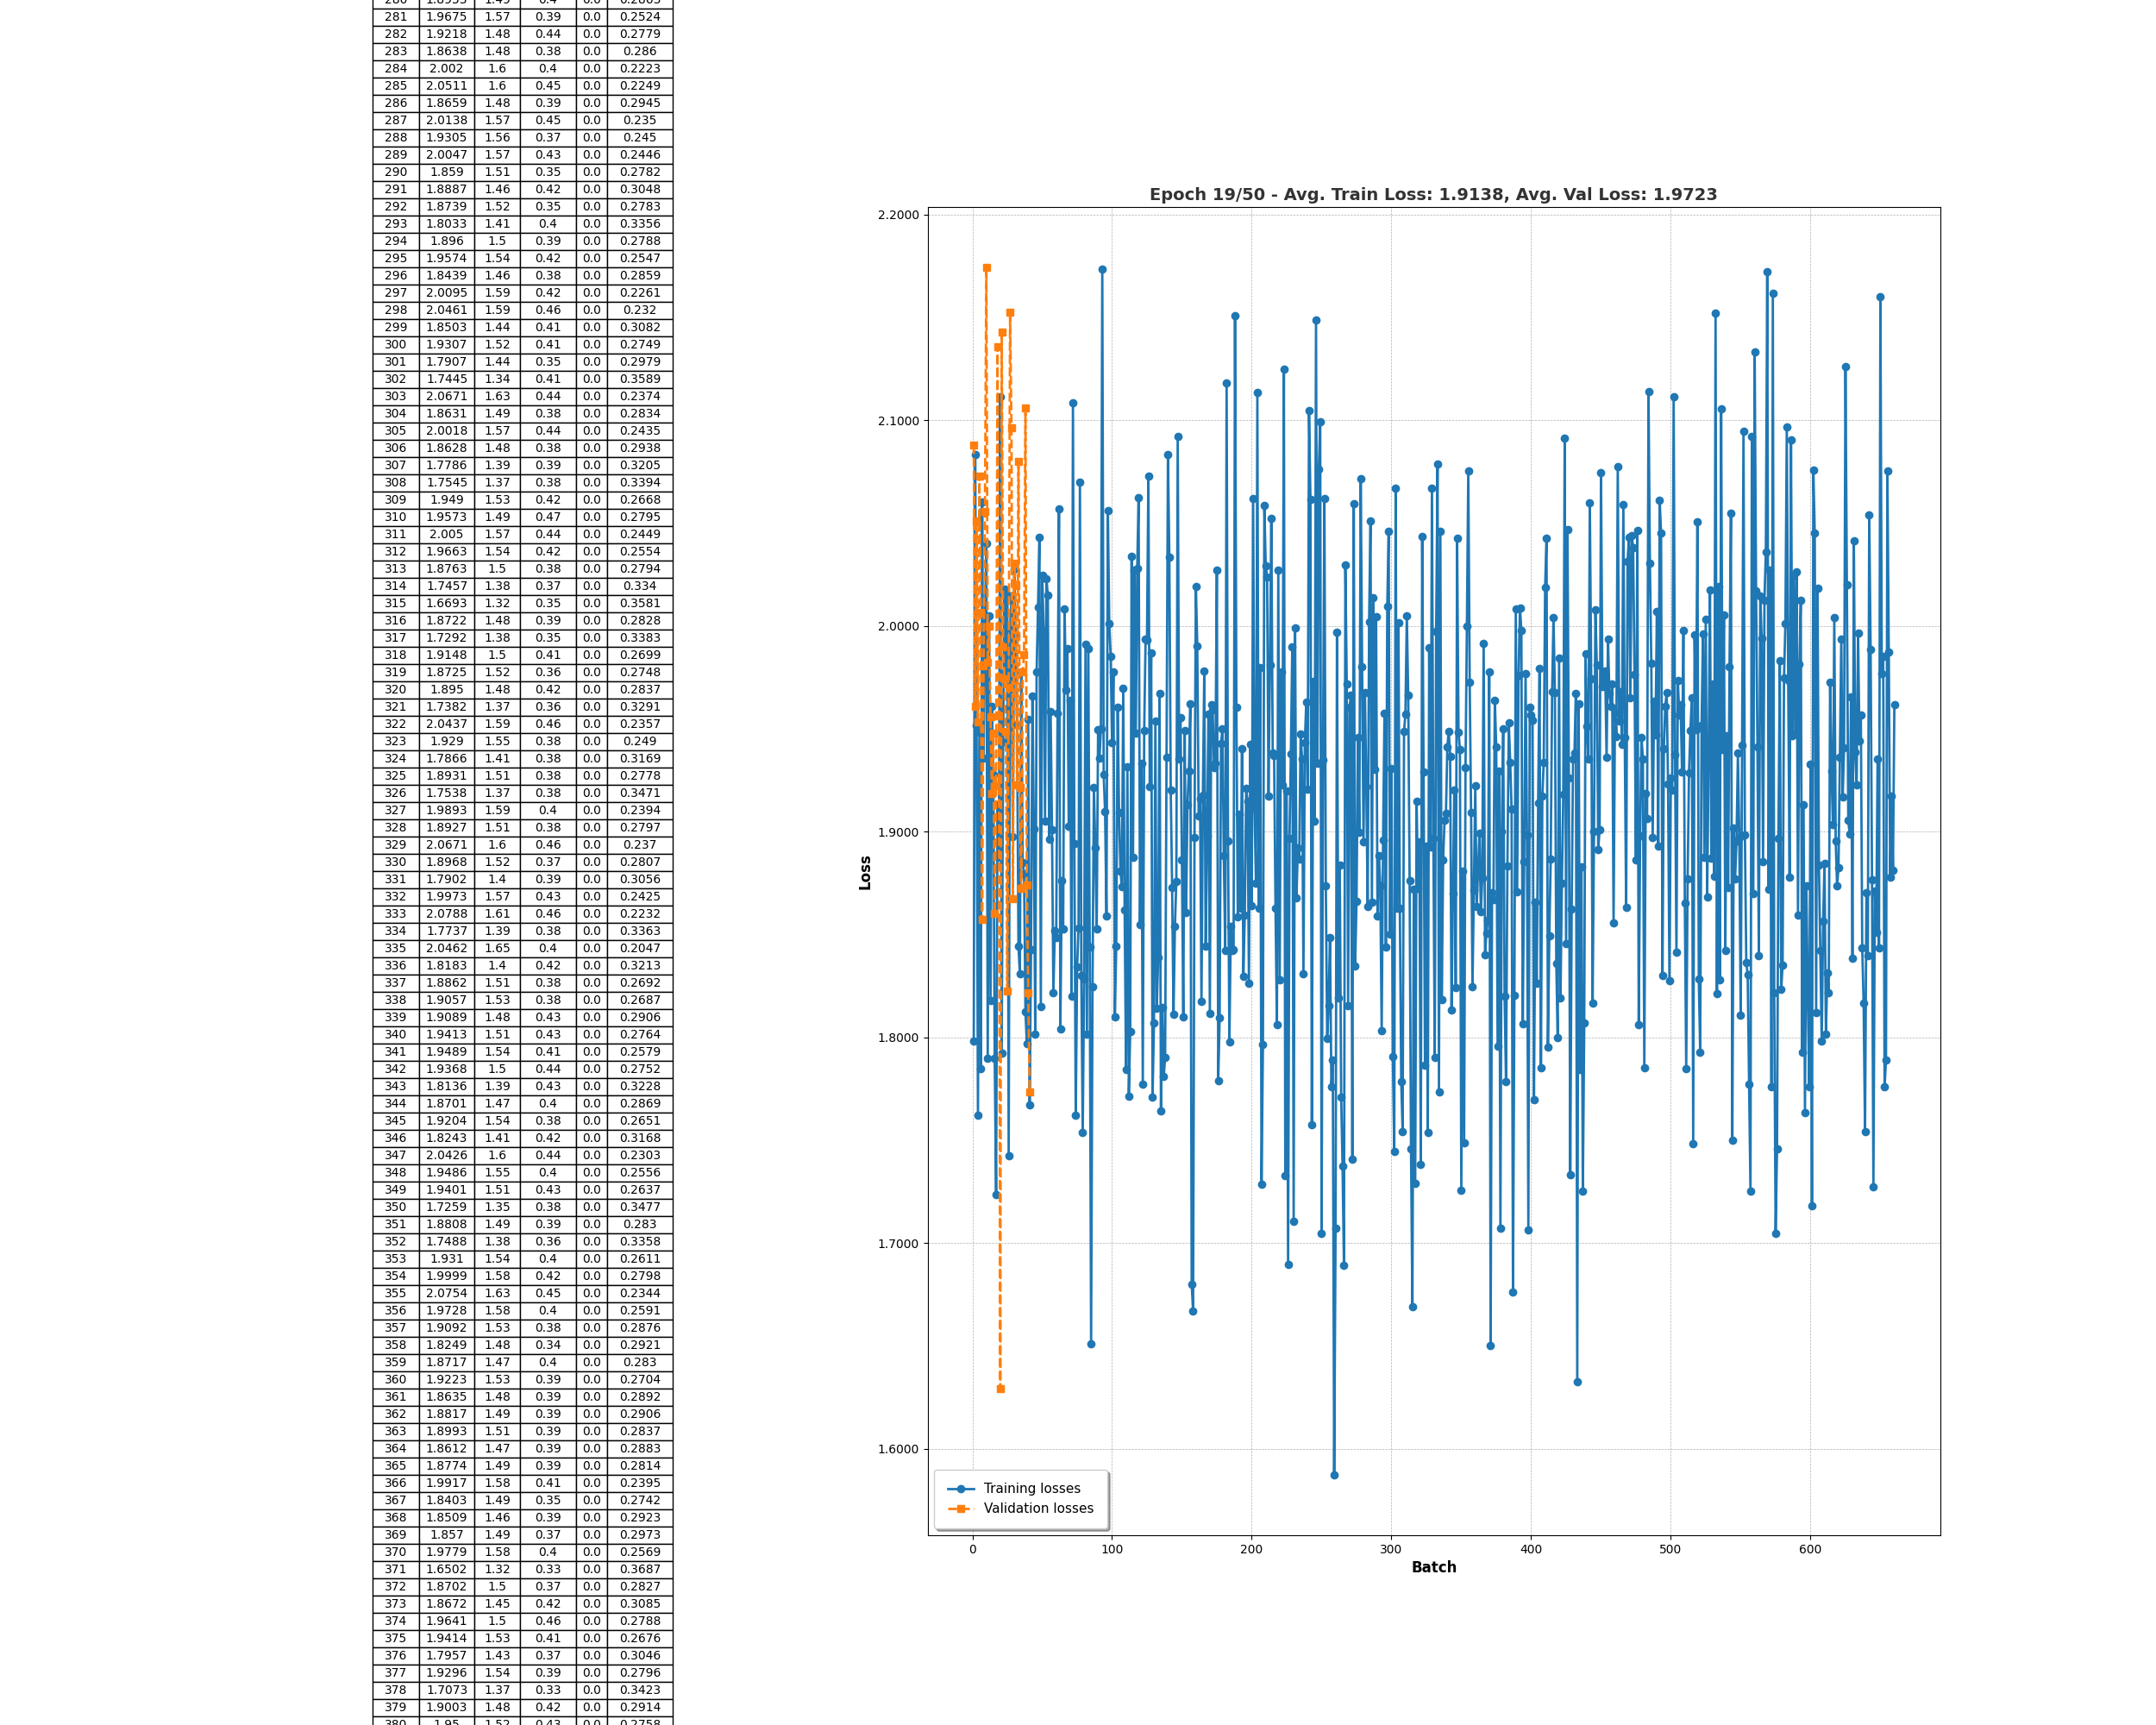 281 1.9675 1.57 0.39 0.0 0.2524
282 1.9218 1.48 0.44 0.0 0.2779
283 1.8638 1.48 0.38 0.0 0.286
284 2.002 1.6 0.4 0.0 0.2223
285 2.0511 1.6 0.45 0.0 0.2249
286 1.8659 1.48 0.39 0.0 0.2945
287 2.0138 1.57 0.45 0.0 0.235
288 1.9305 1.56 0.37 0.0 0.245
289 2.0047 1.57 0.43 0.0 0.2446
290 1.859 1.51 0.35 0.0 0.2782
291 1.8887 1.46 0.42 0.0 0.3048
292 1.8739 1.52 0.35 0.0 0.2783
293 1.8033 1.41 0.4 0.0 0.3356
294 1.896 1.5 0.39 0.0 0.2788
295 1.9574 1.54 0.42 0.0 0.2547
296 1.8439 1.46 0.38 0.0 0.2859
297 2.0095 1.59 0.42 0.0 0.2261
298 2.0461 1.59 0.46 0.0 0.232
299 1.8503 1.44 0.41 0.0 0.3082
300 1.9307 1.52 0.41 0.0 0.2749
301 1.7907 1.44 0.35 0.0 0.2979
302 1.7445 1.34 0.41 0.0 0.3589
303 2.0671 1.63 0.44 0.0 0.2374
304 1.8631 1.49 0.38 0.0 0.2834
305 2.0018 1.57 0.44 0.0 0.2435
306 1.8628 1.48 0.38 0.0 0.2938
307 1.7786 1.39 0.39 0.0 0.3205
308 1.7545 1.37 0.38 0.0 0.3394
309 1.949 1.53 0.42 0.0 0.2668
310 1.9573 1.49 0.47 0.0 0.2795
311 2.005 1.57 0.44 0.0 0.2449
312 1.9663 1.54 0.42 0.0 0.2554
313 1.8763 1.5 0.38 0.0 0.2794
314 1.7457 1.38 0.37 0.0 0.334
315 1.6693 1.32 0.35 0.0 0.3581
316 1.8722 1.48 0.39 0.0 0.2828
317 1.7292 1.38 0.35 0.0 0.3383
318 1.9148 1.5 0.41 0.0 0.2699
319 1.8725 1.52 0.36 0.0 0.2748
320 1.895 1.48 0.42 0.0 0.2837
321 1.7382 1.37 0.36 0.0 0.3291
322 2.0437 1.59 0.46 0.0 0.2357
323 1.929 1.55 0.38 0.0 0.249
324 1.7866 1.41 0.38 0.0 0.3169
325 1.8931 1.51 0.38 0.0 0.2778
326 1.7538 1.37 0.38 0.0 0.3471
327 1.9893 1.59 0.4 0.0 0.2394
328 1.8927 1.51 0.38 0.0 0.2797
329 2.0671 1.6 0.46 0.0 0.237
330 1.8968 1.52 0.37 0.0 0.2807
331 1.7902 1.4 0.39 0.0 0.3056
332 1.9973 1.57 0.43 0.0 0.2425
333 2.0788 1.61 0.46 0.0 0.2232
334 1.7737 1.39 0.38 0.0 0.3363
335 2.0462 1.65 0.4 0.0 0.2047
336 1.8183 1.4 0.42 0.0 0.3213
337 1.8862 1.51 0.38 0.0 0.2692
338 1.9057 1.53 0.38 0.0 0.2687
339 1.9089 1.48 0.43 0.0 0.2906
340 1.9413 1.51 0.43 0.0 0.2764
341 1.9489 1.54 0.41 0.0 0.2579
342 1.9368 1.5 0.44 0.0 0.2752
343 1.8136 1.39 0.43 0.0 0.3228
344 1.8701 1.47 0.4 0.0 0.2869
345 1.9204 1.54 0.38 0.0 0.2651
346 1.8243 1.41 0.42 0.0 0.3168
347 2.0426 1.6 0.44 0.0 0.2303
348 1.9486 1.55 0.4 0.0 0.2556
349 1.9401 1.51 0.43 0.0 0.2637
350 1.7259 1.35 0.38 0.0 0.3477
351 1.8808 1.49 0.39 0.0 0.283
352 1.7488 1.38 0.36 0.0 0.3358
353 1.931 1.54 0.4 0.0 0.2611
354 1.9999 1.58 0.42 0.0 0.2798
355 2.0754 1.63 0.45 0.0 0.2344
356 1.9728 1.58 0.4 0.0 0.2591
357 1.9092 1.53 0.38 0.0 0.2876
358 1.8249 1.48 0.34 0.0 0.2921
359 1.8717 1.47 0.4 0.0 0.283
360 1.9223 1.53 0.39 0.0 0.2704
361 1.8635 1.48 0.39 0.0 0.2892
362 1.8817 1.49 0.39 0.0 0.2906
363 1.8993 1.51 0.39 0.0 0.2837
364 1.8612 1.47 0.39 0.0 0.2883
365 1.8774 1.49 0.39 0.0 0.2814
366 1.9917 1.58 0.41 0.0 0.2395
367 1.8403 1.49 0.35 0.0 0.2742
368 1.8509 1.46 0.39 0.0 0.2923
369 1.857 1.49 0.37 0.0 0.2973
370 1.9779 1.58 0.4 0.0 0.2569
371 1.6502 1.32 0.33 0.0 0.3687
372 1.8702 1.5 0.37 0.0 0.2827
373 1.8672 1.45 0.42 0.0 0.3085
374 1.9641 1.5 0.46 0.0 0.2788
375 1.9414 1.53 0.41 0.0 0.2676
376 1.7957 1.43 0.37 0.0 0.3046
377 1.9296 1.54 0.39 0.0 0.2796
378 1.7073 1.37 0.33 0.0 0.3423
379 1.9003 1.48 0.42 0.0 0.2914
380 1.95 1.52 0.43 0.0 0.2758
Epoch 19/50 - Avg. Train Loss: 1.9138, Avg. Val Loss: 1.9723
2.2000
2.1000
2.0000
1.9000
1.8000
1.7000
1.6000
Loss
Training losses
Validation losses
0 100 200 300 400 500 600
Batch